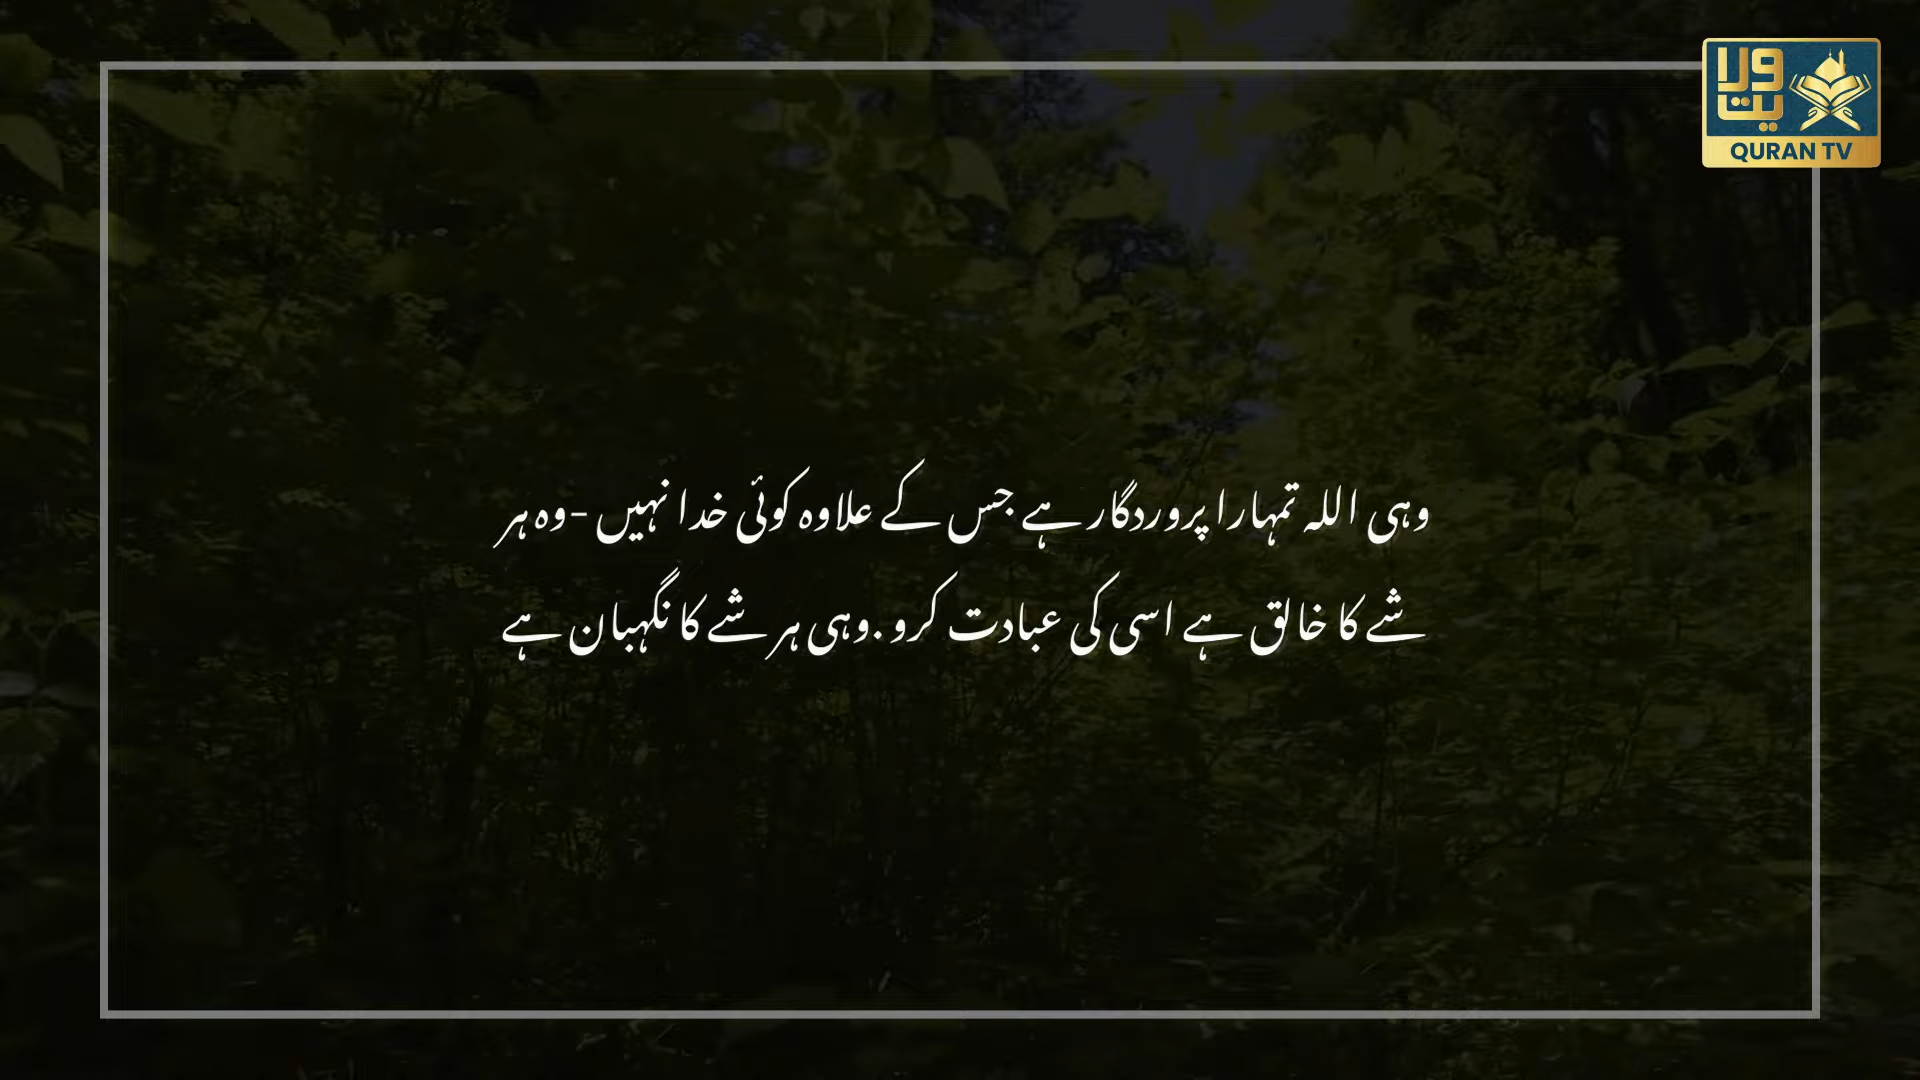 ولایت
QURAN TV
وہی اللہ تمہارا پروردگار ہے جس کے علاوہ کوئی خدا نہیں -وہ ہر
شے کا خالق ہے اسی کی عبادت کرو .وہی ہر شے کا نگہبان ہے